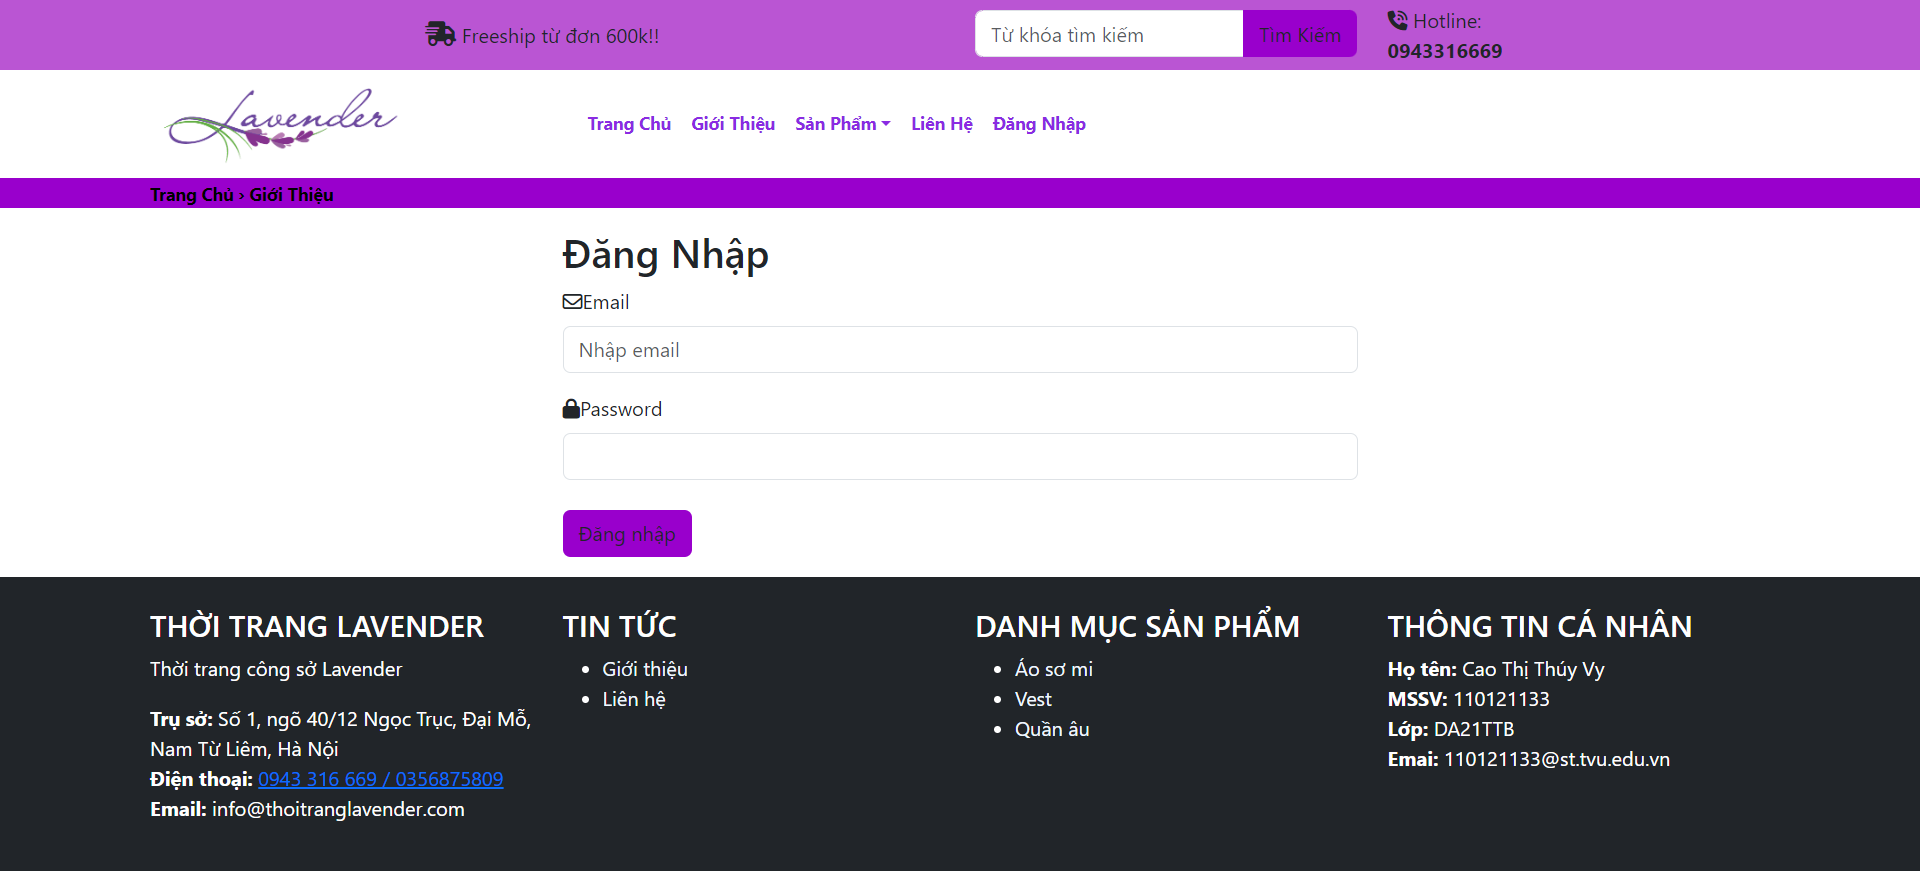 Freeship từ đơn 600k!!
Từ khóa tìm kiếm
Tìm Kiếm
Hotline:
0943316669
Lavender
Trang Chủ
Giới Thiệu
Sản Phẩm
Liên Hệ
Đăng Nhập
Trang Chủ › Giới Thiệu
Đăng Nhập
Email
Nhập email
Password
Đăng nhập
THỜI TRANG LAVENDER
Thời trang công sở Lavender
Trụ sở: Số 1, ngõ 40/12 Ngọc Trục, Đại Mỗ,
Nam Từ Liêm, Hà Nội
Điện thoại: 0943 316 669 / 0356875809
Email: info@thoitranglavender.com
TIN TỨC
Giới thiệu
Liên hệ
DANH MỤC SẢN PHẨM
Áo sơ mi
Vest
Quần âu
THÔNG TIN CÁ NHÂN
Họ tên: Cao Thị Thúy Vy
MSSV: 110121133
Lớp: DA21TTB
Emai: 110121133@st.tvu.edu.vn